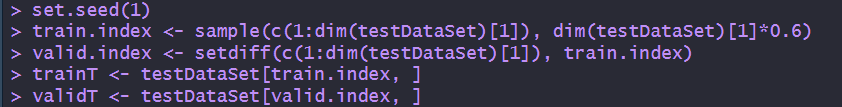 > set.seed(1)
> train.index <- sample(c(1:dim(testDataSet)[1]), dim(testDataSet)[1]*0.6)
> valid.index <- setdiff(c(1:dim(testDataSet)[1]), train.index)
> trainT <- testDataSet[train.index, ]
> validT <- testDataSet[valid.index, ]